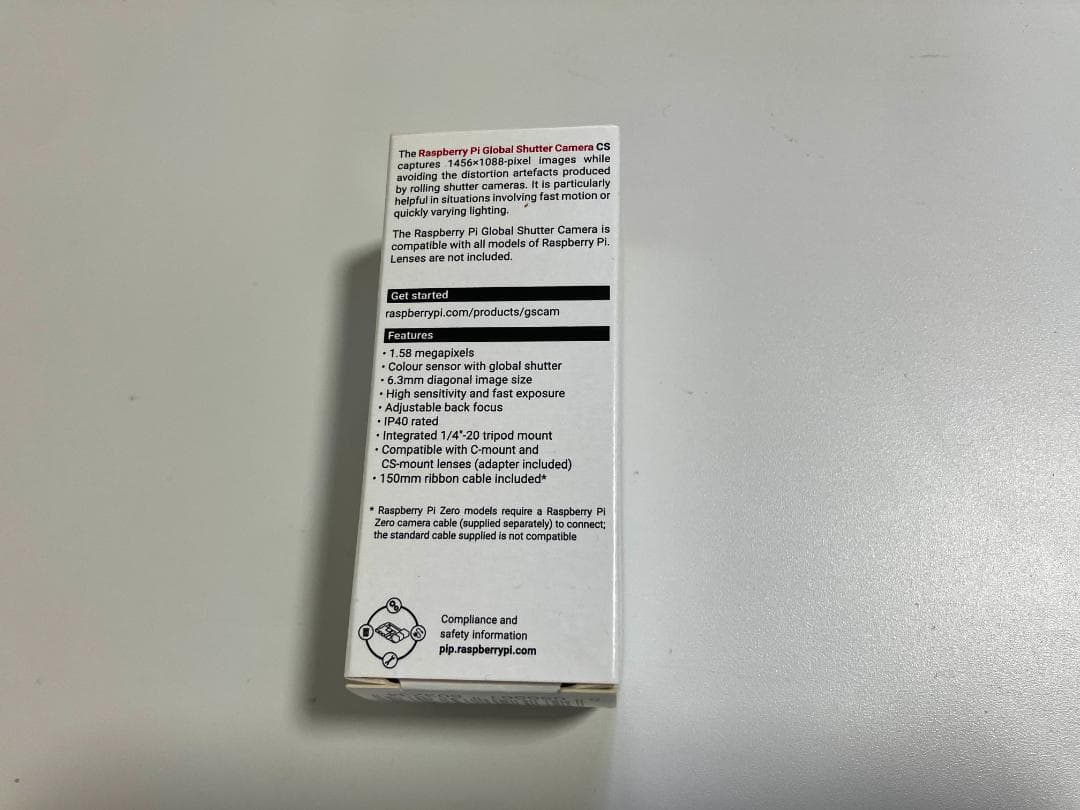 The Raspberry Pi Global Shutter Camera CS
captures 1456×1088-pixel images while
avoiding the distortion artefacts produced
by rolling shutter cameras. It is particularly
helpful in situations involving fast motion or
quickly varying lighting.
The Raspberry Pi Global Shutter Camera is
compatible with all models of Raspberry Pi.
Lenses are not included.
Get started
raspberrypi.com/products/gscam
Features
• 1.58 megapixels
• Colour sensor with global shutter
• 6.3mm diagonal image size
• High sensitivity and fast exposure
• Adjustable back focus
• IP40 rated
• Integrated 1/4"-20 tripod mount
• Compatible with C-mount and
CS-mount lenses (adapter included)
• 150mm ribbon cable included*
* Raspberry Pi Zero models require a Raspberry Pi
Zero camera cable (supplied separately) to connect;
the standard cable supplied is not compatible
Compliance and
safety information
pip.raspberrypi.com